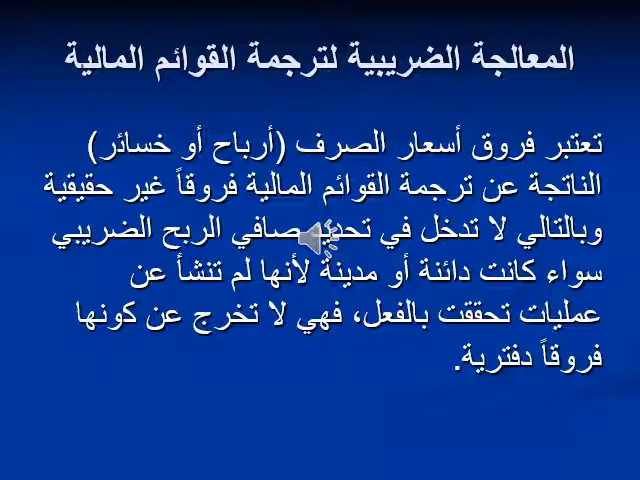 المعالجة الضريبية لترجمة القوائم المالية
تعتبر فروق أسعار الصرف (أرباح أو خسائر)
الناتجة عن ترجمة القوائم المالية فروقاً غير حقيقية
وبالتالي لا تدخل في تحديد صافي الربح الضريبي
سواء كانت دائنة أو مدينة لأنها لم تنشأ عن
عمليات تحققت بالفعل، فهي لا تخرج عن كونها
فروقاً دفترية.